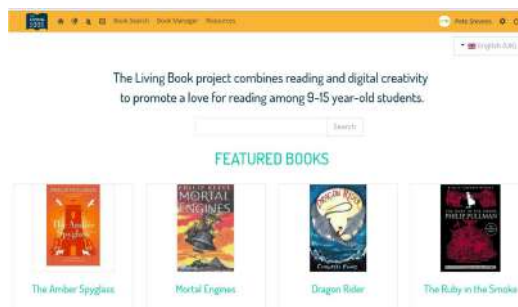 Book Search Book Manager Resources
Pete Stevens
English (UK)
The Living Book project combines reading and digital creativity
to promote a love for reading among 9-15 year-old students.
Search
FEATURED BOOKS
PHILIP PULLMAN
The Amber
Spyglass
PHILIP REEVE
MORTAL
ENGINES
DRAGON RIDER
PHILIP PULLMAN
The Amber Spyglass
Mortal Engines
Dragon Rider
The Ruby in the Smoke